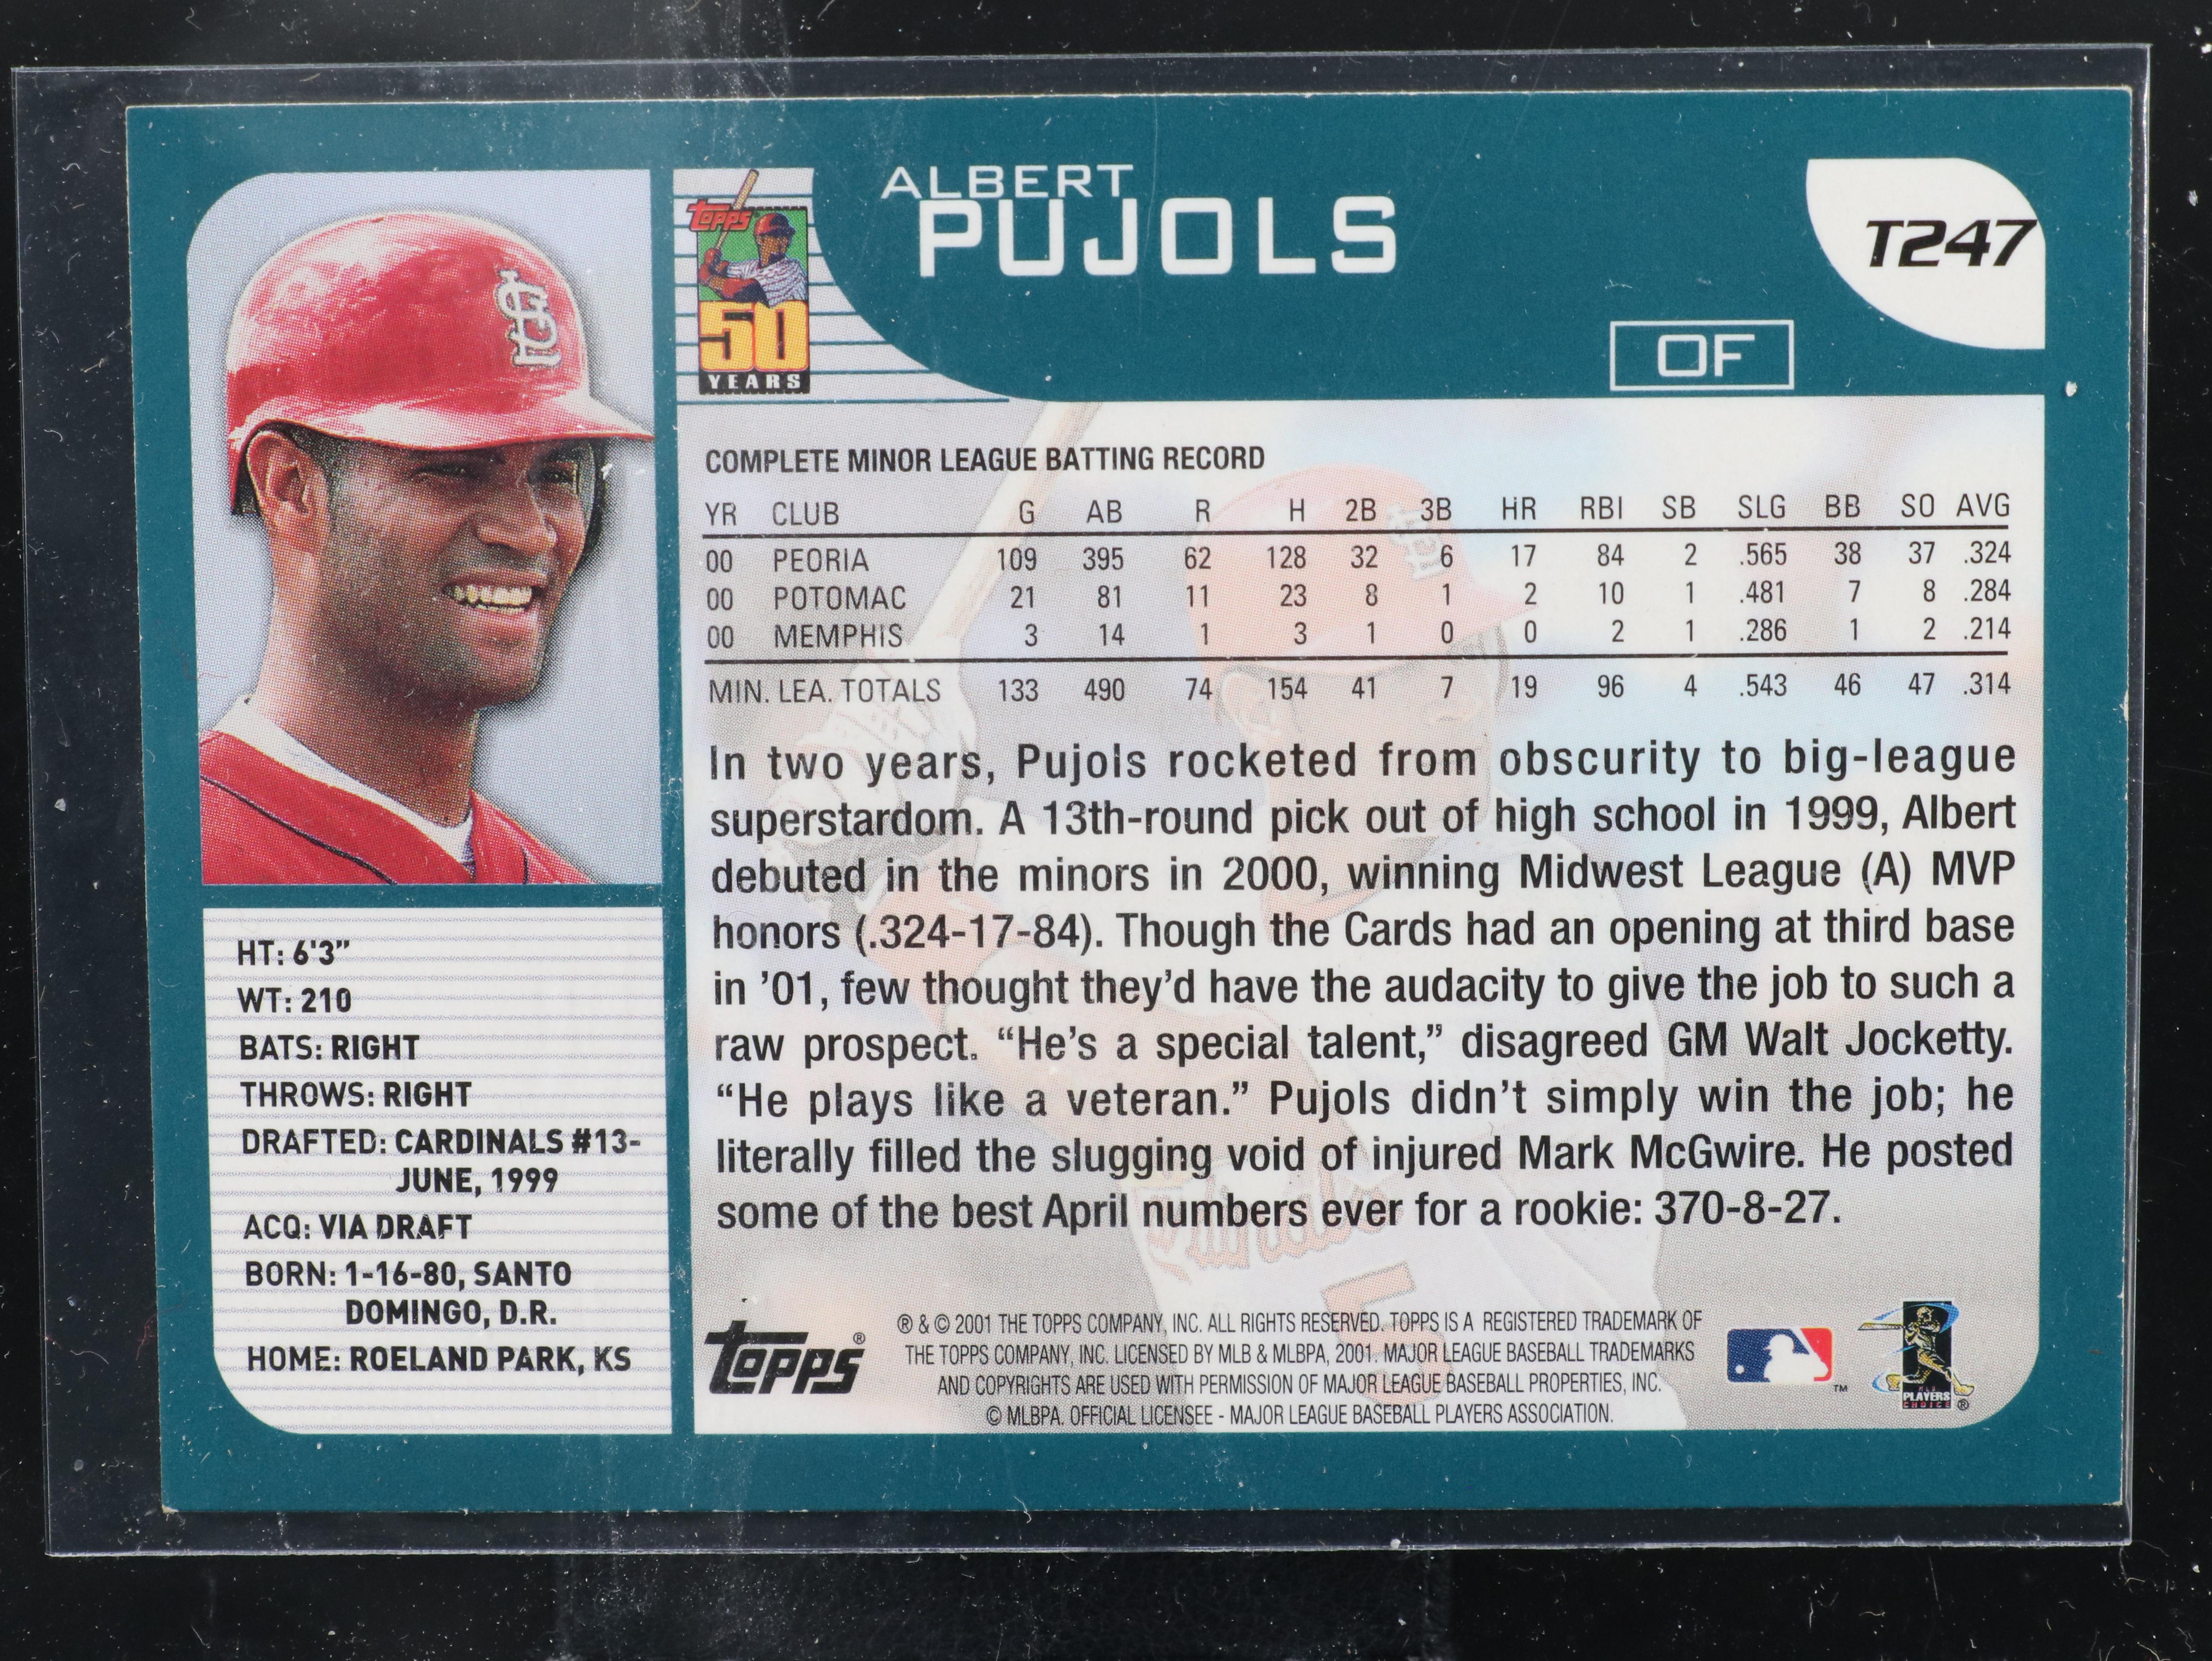 ALBERT
PUJOLS
T247
OF
topps
50
YEARS
COMPLETE MINOR LEAGUE BATTING RECORD
YR CLUB G AB R H 2B 3B HR RBI SB SLG BB SO AVG
00 PEORIA 109 395 62 128 32 6 17 84 2 .565 38 37 .324
00 POTOMAC 21 81 11 23 8 1 2 10 1 .481 7 8 .284
00 MEMPHIS 3 14 1 3 1 0 0 2 1 .286 1 2 .214
MIN. LEA. TOTALS 133 490 74 154 41 7 19 96 4 .543 46 47 .314
In two years, Pujols rocketed from obscurity to big-league
superstardom. A 13th-round pick out of high school in 1999, Albert
debuted in the minors in 2000, winning Midwest League (A) MVP
honors (.324-17-84). Though the Cards had an opening at third base
in ’01, few thought they’d have the audacity to give the job to such a
raw prospect. “He’s a special talent,” disagreed GM Walt Jocketty.
“He plays like a veteran.” Pujols didn’t simply win the job; he
literally filled the slugging void of injured Mark McGwire. He posted
some of the best April numbers ever for a rookie: 370-8-27.
HT: 6'3”
WT: 210
BATS: RIGHT
THROWS: RIGHT
DRAFTED: CARDINALS #13-
JUNE, 1999
ACQ: VIA DRAFT
BORN: 1-16-80, SANTO
DOMINGO, D.R.
HOME: ROELAND PARK, KS
topps®
® & © 2001 THE TOPPS COMPANY, INC. ALL RIGHTS RESERVED. TOPPS IS A REGISTERED TRADEMARK OF
THE TOPPS COMPANY, INC. LICENSED BY MLB & MLBPA, 2001. MAJOR LEAGUE BASEBALL TRADEMARKS
AND COPYRIGHTS ARE USED WITH PERMISSION OF MAJOR LEAGUE BASEBALL PROPERTIES, INC.
© MLBPA. OFFICIAL LICENSEE - MAJOR LEAGUE BASEBALL PLAYERS ASSOCIATION.
TM
PLAYERS
CHOICE ®
StL
Cardinals
5